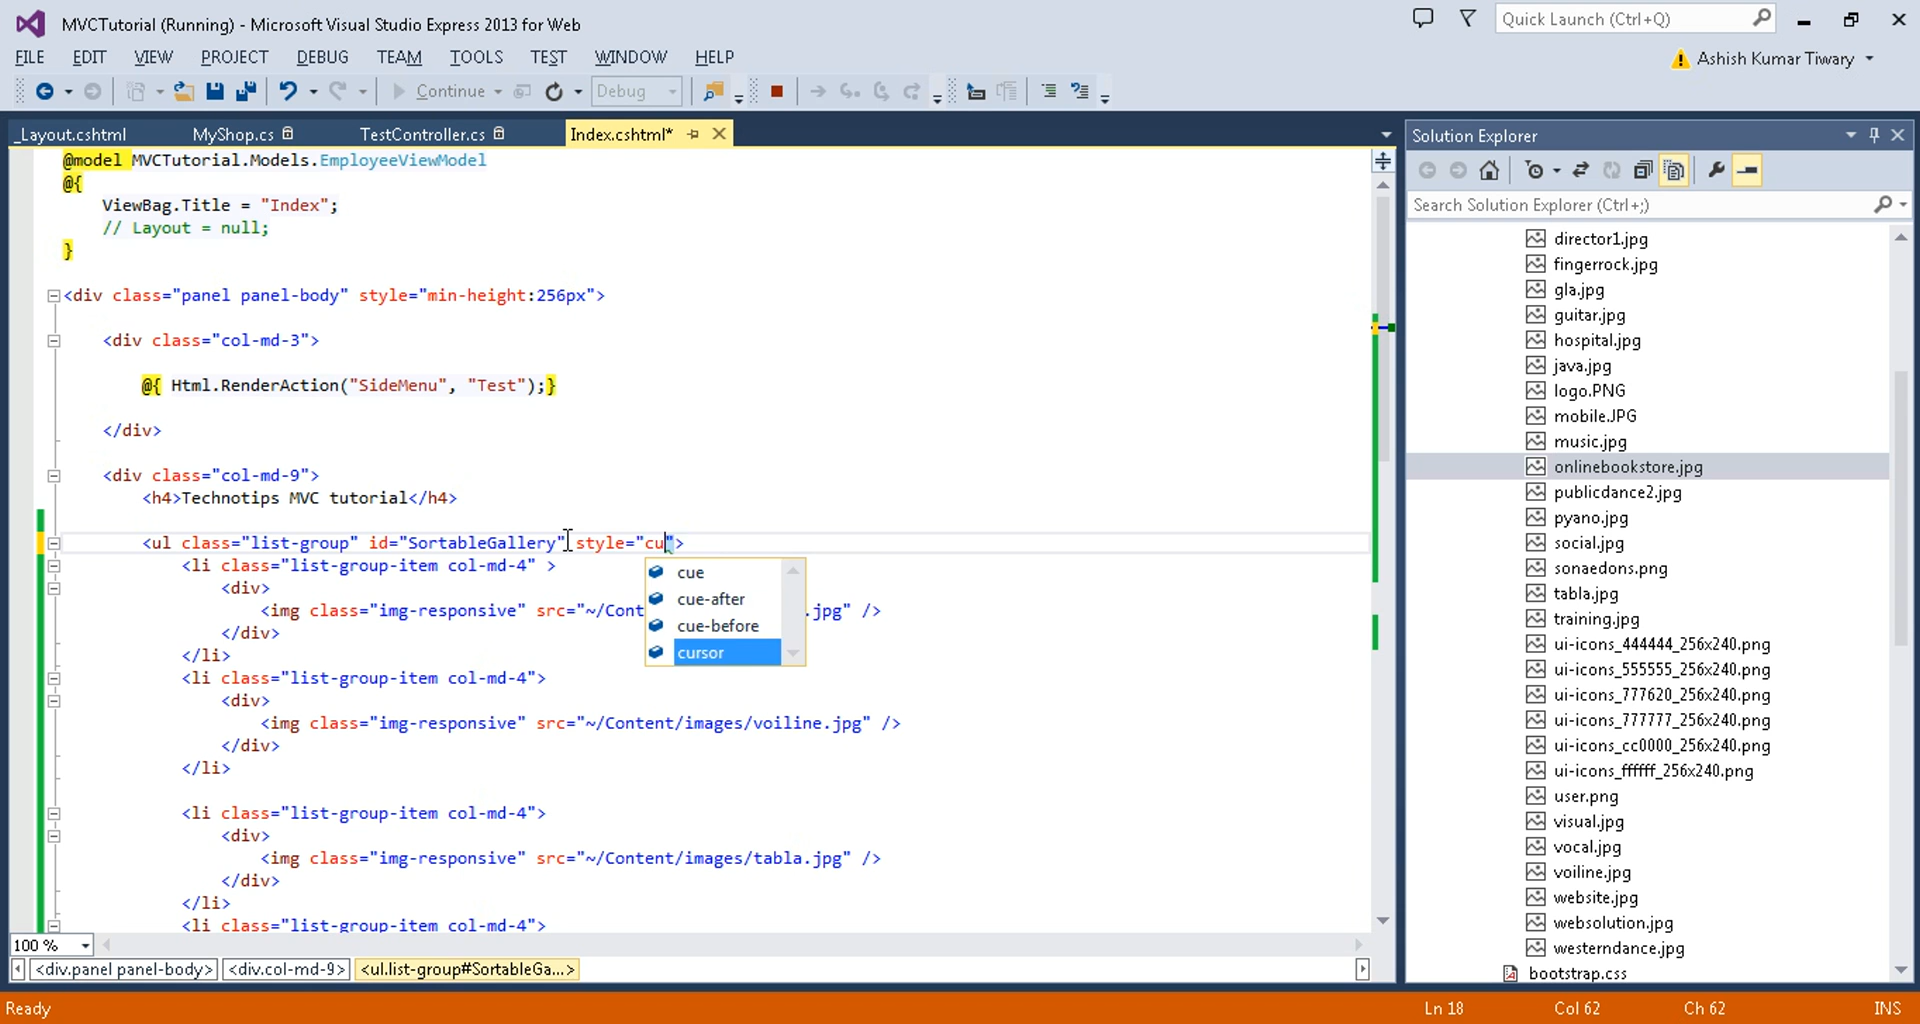 MVCTutorial (Running) - Microsoft Visual Studio Express 2013 for Web
Quick Launch (Ctrl+Q)
FILE EDIT VIEW PROJECT DEBUG TEAM TOOLS TEST WINDOW HELP
Ashish Kumar Tiwary
Continue Debug
_Layout.cshtml MyShop.cs TestController.cs Index.cshtml*
@model MVCTutorial.Models.EmployeeViewModel
@{
ViewBag.Title = "Index";
// Layout = null;
}
<div class="panel panel-body" style="min-height:256px">
<div class="col-md-3">
@{ Html.RenderAction("SideMenu", "Test");}
</div>
<div class="col-md-9">
<h4>Technotips MVC tutorial</h4>
<ul class="list-group" id="SortableGallery" style="cu">
<li class="list-group-item col-md-4" >
<div>
<img class="img-responsive" src="~/Cont .jpg" />
</div>
</li>
cue
cue-after
cue-before
cursor
<li class="list-group-item col-md-4">
<div>
<img class="img-responsive" src="~/Content/images/voiline.jpg" />
</div>
</li>
<li class="list-group-item col-md-4">
<div>
<img class="img-responsive" src="~/Content/images/tabla.jpg" />
</div>
</li>
<li class="list-group-item col-md-4">
100 %
<div.panel panel-body> <div.col-md-9> <ul.list-group#SortableGa...>
Solution Explorer
Search Solution Explorer (Ctrl+;)
director1.jpg
fingerrock.jpg
gla.jpg
guitar.jpg
hospital.jpg
java.jpg
logo.PNG
mobile.JPG
music.jpg
onlinebookstore.jpg
publicdance2.jpg
pyano.jpg
social.jpg
sonaedons.png
tabla.jpg
training.jpg
ui-icons_444444_256x240.png
ui-icons_555555_256x240.png
ui-icons_777620_256x240.png
ui-icons_777777_256x240.png
ui-icons_cc0000_256x240.png
ui-icons_ffffff_256x240.png
user.png
visual.jpg
vocal.jpg
voiline.jpg
website.jpg
websolution.jpg
westerndance.jpg
bootstrap.css
Ready Ln 18 Col 62 Ch 62 INS